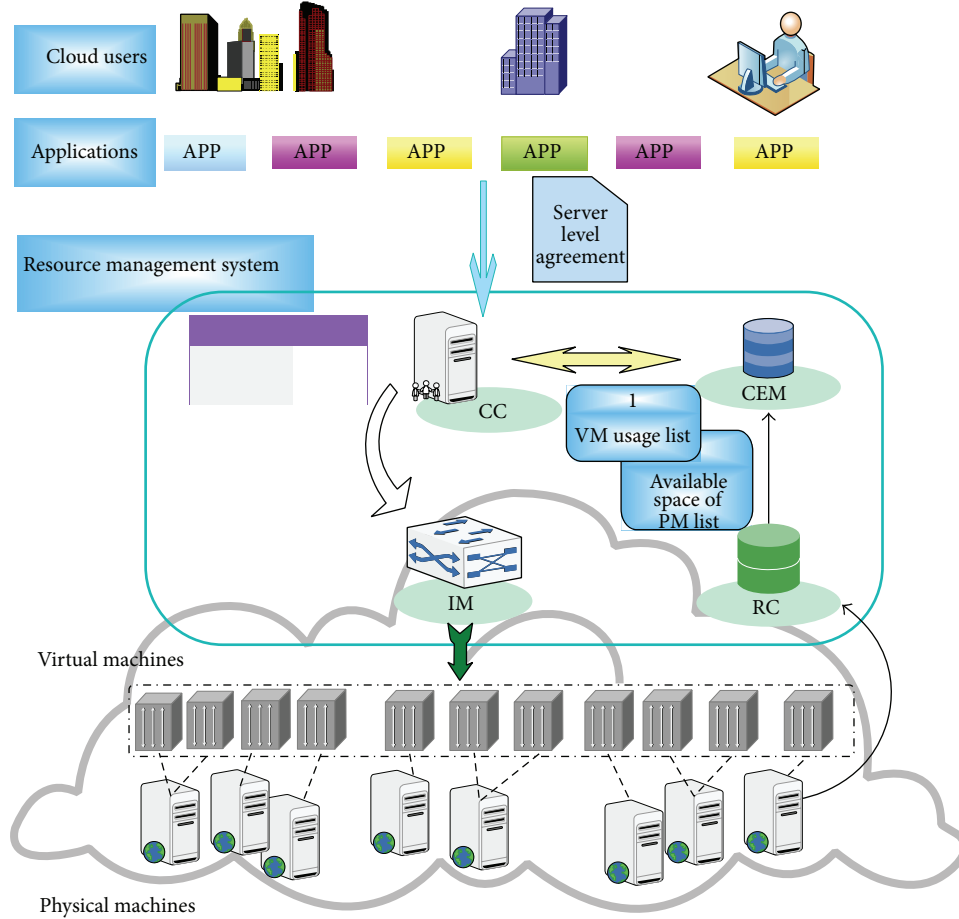 Cloud users
Applications
APP
APP
APP
APP
APP
APP
Server
level
agreement
Resource management system
CC
CEM
1
VM usage list
Available
space of
PM list
IM
RC
Virtual machines
Physical machines